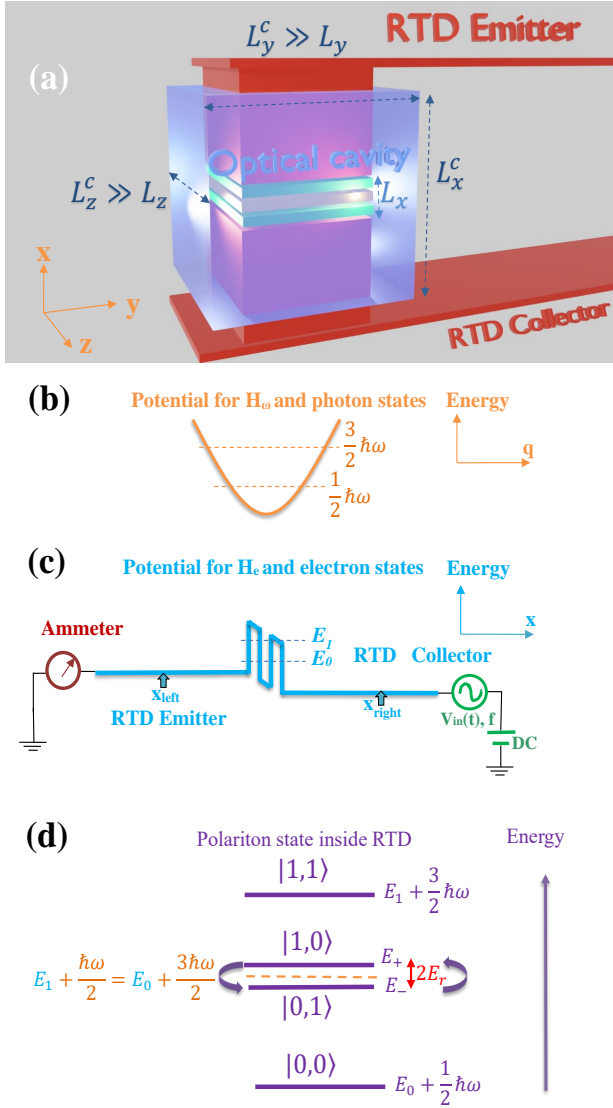 (a)
L_y^c ≫ L_y
RTD Emitter
Optical cavity
L_z^c ≫ L_z
L_x
L_x^c
x
y
z
RTD Collector
(b)
Potential for H_ω and photon states
Energy
q
3/2 ħω
1/2 ħω
(c)
Potential for H_e and electron states
Energy
x
Ammeter
E_1
E_0
RTD Collector
x_left
x_right
RTD Emitter
V_in(t), f
DC
(d)
Polariton state inside RTD
Energy
|1,1⟩
E_1 + 3/2 ħω
|1,0⟩
E_+
E_1 + ħω/2 = E_0 + 3ħω/2
2E_r
E_−
|0,1⟩
|0,0⟩
E_0 + 1/2 ħω